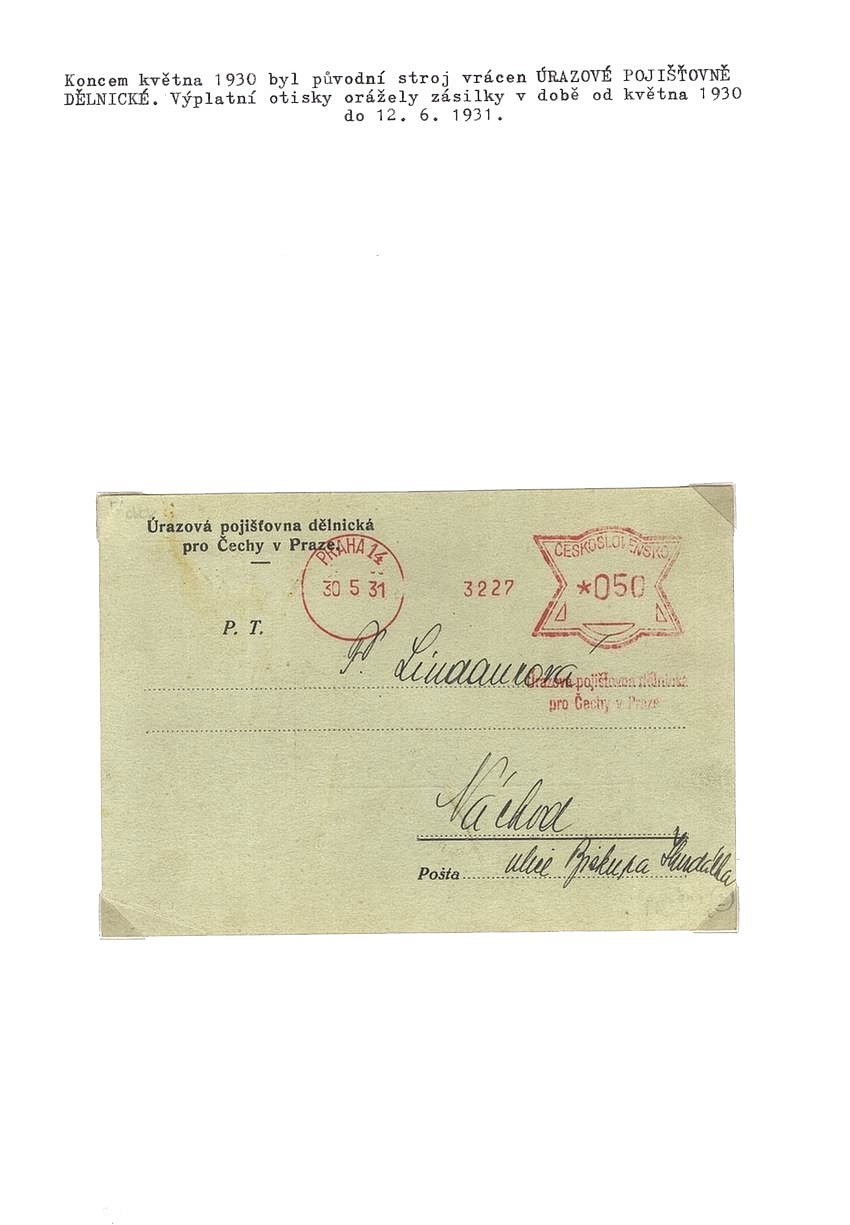 Koncem května 1930 byl původní stroj vrácen ÚRAZOVÉ POJIŠŤOVNĚ
DĚLNICKÉ. Výplatní otisky orážely zásilky v době od května 1930
do 12. 6. 1931.
Úrazová pojišťovna dělnická
pro Čechy v Praze.
PRAHA 14
30 5 31
3227
ČESKOSLOVENSKO
*050
P. T.
Lindaurová
Úrazová pojišťovna dělnická
pro Čechy v Praze
Náchod
Pošta ulice Biskupa